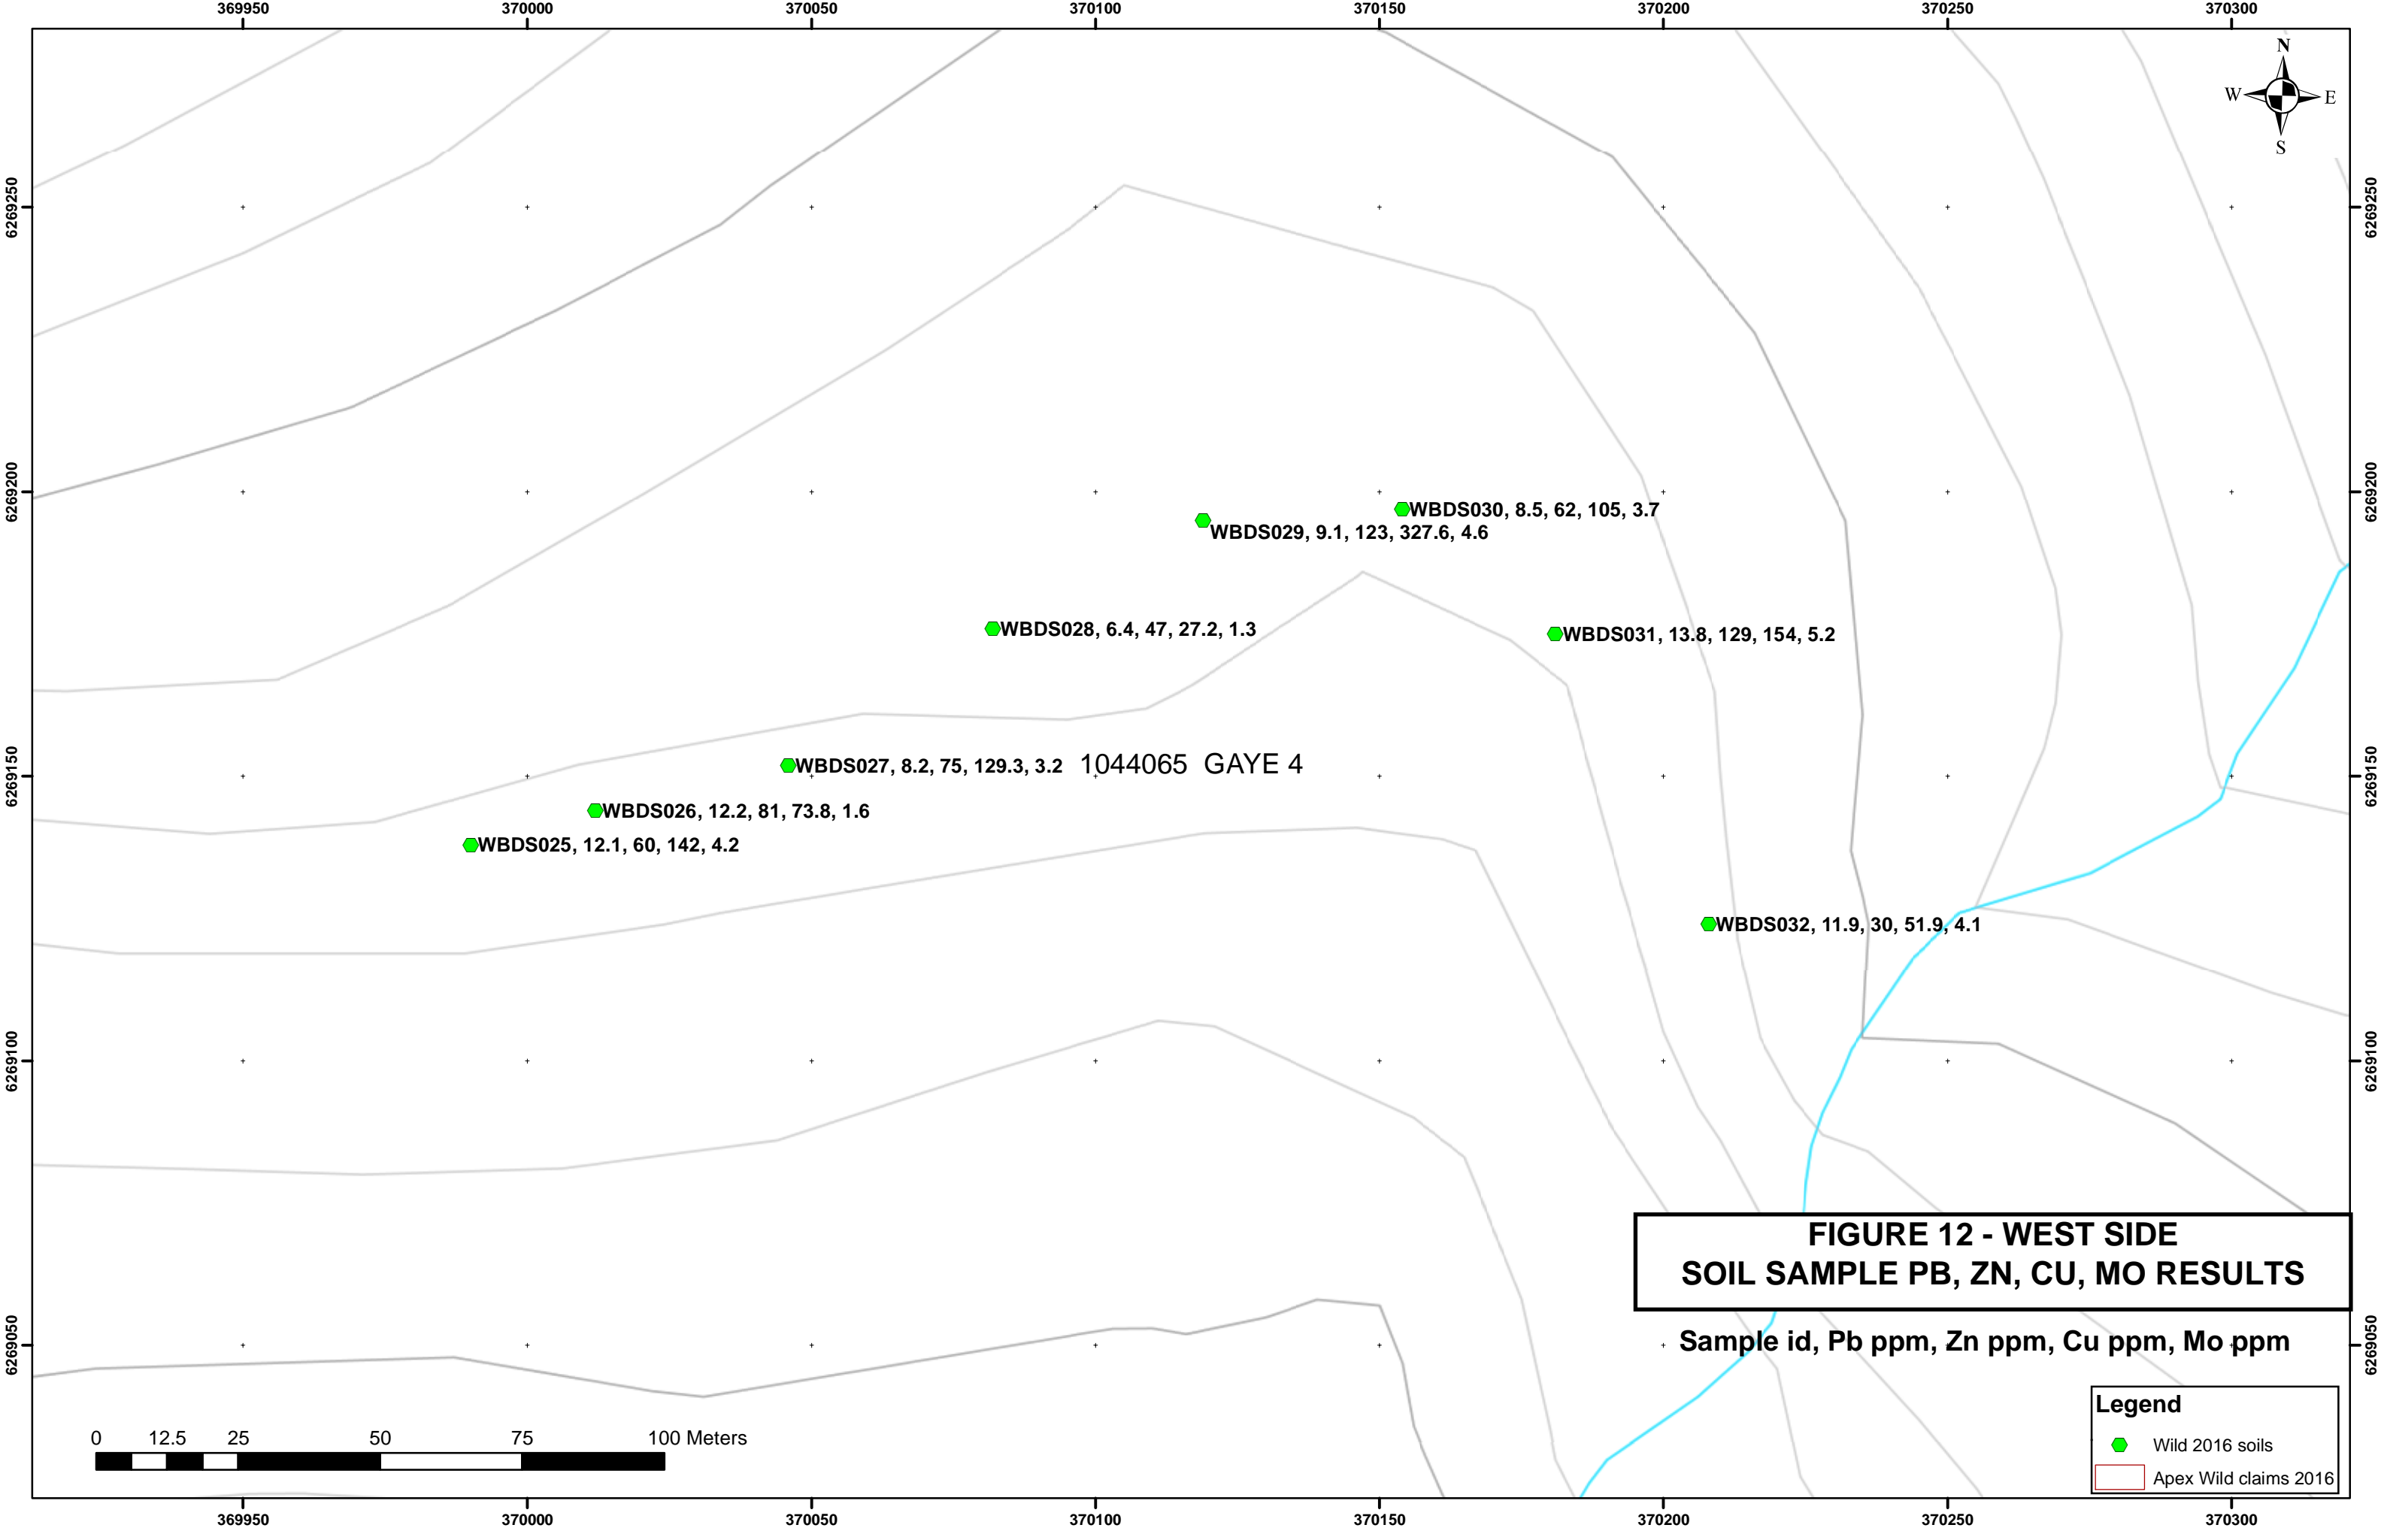 369950 370000 370050 370100 370150 370200 370250 370300
N
W E
S
6269250 6269250
6269200 6269200
WBDS030, 8.5, 62, 105, 3.7
WBDS029, 9.1, 123, 327.6, 4.6
WBDS028, 6.4, 47, 27.2, 1.3
WBDS031, 13.8, 129, 154, 5.2
6269150 6269150
WBDS027, 8.2, 75, 129.3, 3.2
1044065 GAYE 4
WBDS026, 12.2, 81, 73.8, 1.6
WBDS025, 12.1, 60, 142, 4.2
WBDS032, 11.9, 30, 51.9, 4.1
6269100 6269100
FIGURE 12 - WEST SIDE
SOIL SAMPLE PB, ZN, CU, MO RESULTS
6269050 6269050
Sample id, Pb ppm, Zn ppm, Cu ppm, Mo ppm
Legend
Wild 2016 soils
Apex Wild claims 2016
0 12.5 25 50 75 100 Meters
369950 370000 370050 370100 370150 370200 370250 370300